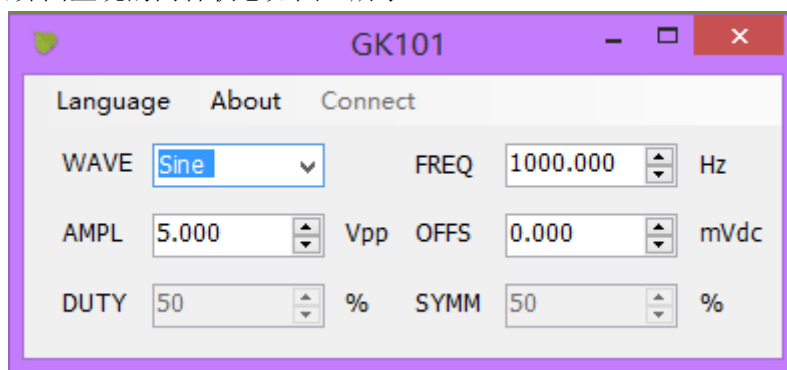 GK101
Language About Connect
WAVE Sine FREQ 1000.000 Hz
AMPL 5.000 Vpp OFFS 0.000 mVdc
DUTY 50 % SYMM 50 %